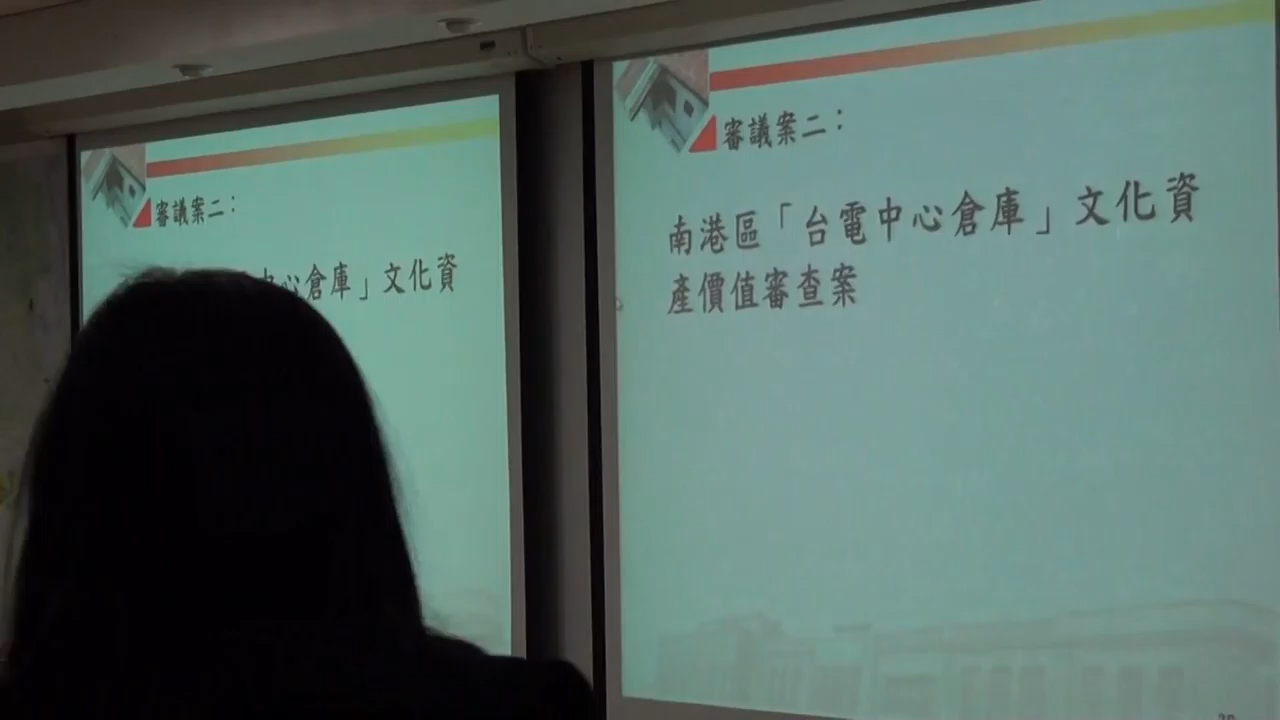 審議案二：
中心倉庫」文化資
審議案二：
南港區「台電中心倉庫」文化資
產價值審查案